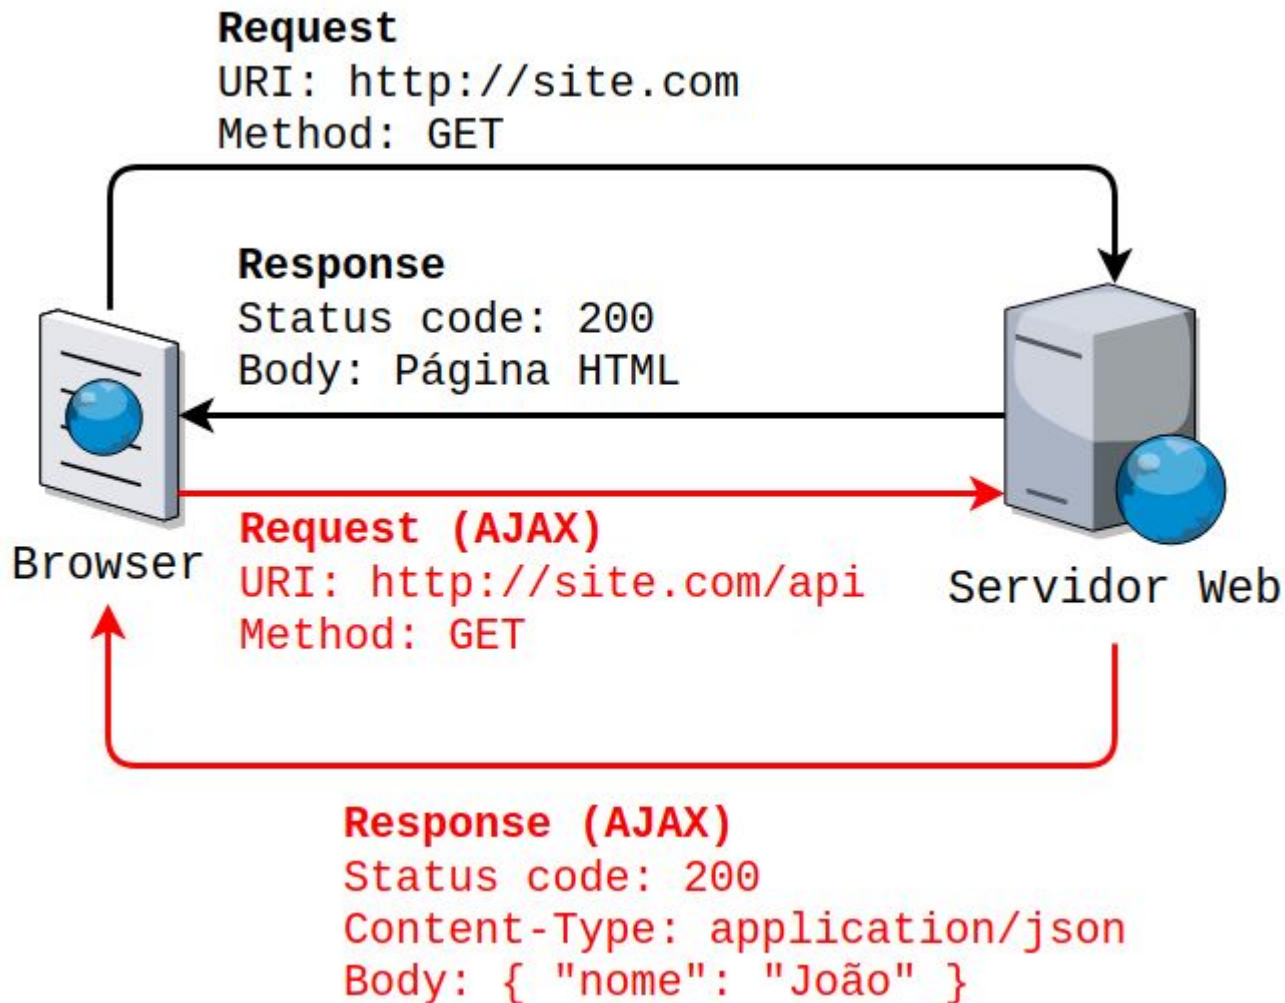 Request
URI: http://site.com
Method: GET
Response
Status code: 200
Body: Página HTML
Browser
Request (AJAX)
URI: http://site.com/api
Method: GET
Servidor Web
Response (AJAX)
Status code: 200
Content-Type: application/json
Body: { "nome": "João" }